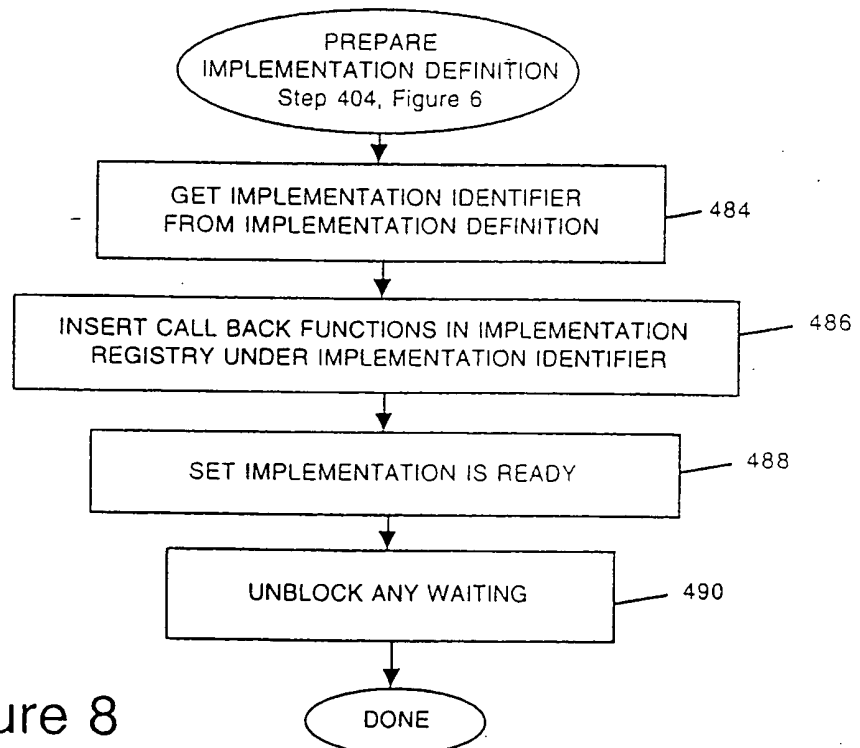 PREPARE
IMPLEMENTATION DEFINITION
Step 404, Figure 6
GET IMPLEMENTATION IDENTIFIER
FROM IMPLEMENTATION DEFINITION
484
INSERT CALL BACK FUNCTIONS IN IMPLEMENTATION
REGISTRY UNDER IMPLEMENTATION IDENTIFIER
486
SET IMPLEMENTATION IS READY
488
UNBLOCK ANY WAITING
490
DONE
ure 8